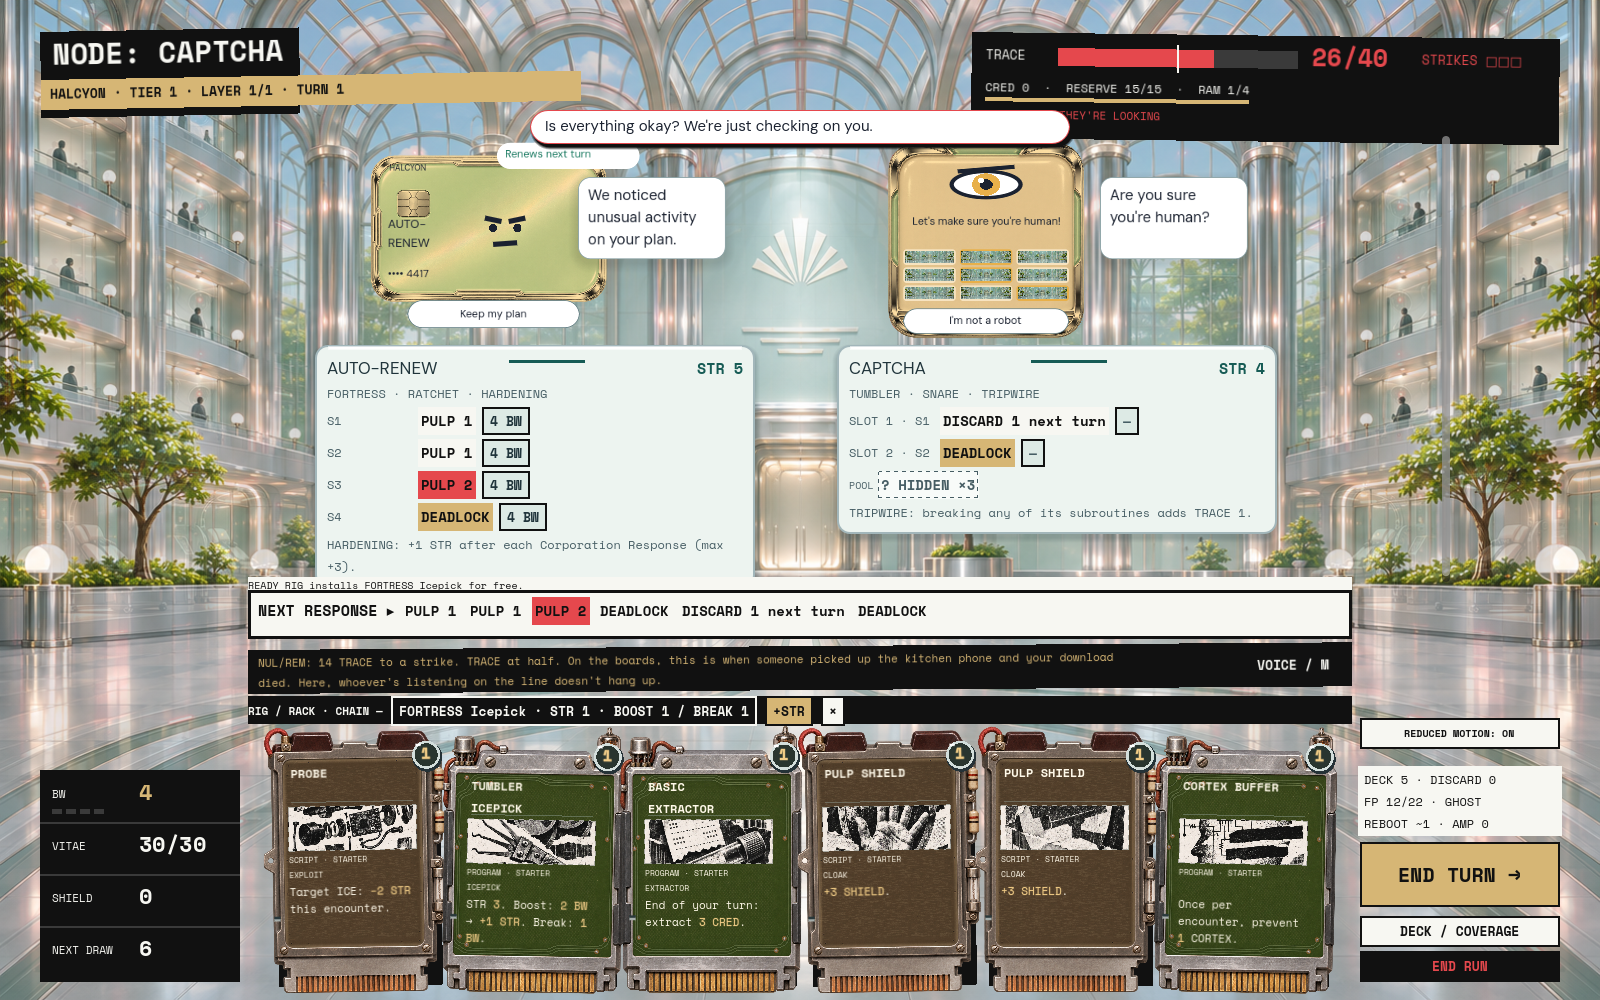 NODE: CAPTCHA
HALCYON · TIER 1 · LAYER 1/1 · TURN 1
TRACE 26/40 STRIKES □□□
CRED 0 · RESERVE 15/15 · RAM 1/4
THEY'RE LOOKING
Is everything okay? We're just checking on you.
Renews next turn
HALCYON
AUTO-
RENEW
•••• 4417
Keep my plan
We noticed
unusual activity
on your plan.
Let's make sure you're human!
I'm not a robot
Are you sure
you're human?
AUTO-RENEW STR 5
FORTRESS · RATCHET · HARDENING
S1 PULP 1 4 BW
S2 PULP 1 4 BW
S3 PULP 2 4 BW
S4 DEADLOCK 4 BW
HARDENING: +1 STR after each Corporation Response (max
+3).
CAPTCHA STR 4
TUMBLER · SNARE · TRIPWIRE
SLOT 1 · S1 DISCARD 1 next turn —
SLOT 2 · S2 DEADLOCK —
POOL ? HIDDEN ×3
TRIPWIRE: breaking any of its subroutines adds TRACE 1.
READY RIG installs FORTRESS Icepick for free.
NEXT RESPONSE ▸ PULP 1 PULP 1 PULP 2 DEADLOCK DISCARD 1 next turn DEADLOCK
NUL/REM: 14 TRACE to a strike. TRACE at half. On the boards, this is when someone picked up the kitchen phone and your download
died. Here, whoever's listening on the line doesn't hang up.
VOICE / M
RIG / RACK · CHAIN — FORTRESS Icepick · STR 1 · BOOST 1 / BREAK 1 +STR ×
BW 4
VITAE 30/30
SHIELD 0
NEXT DRAW 6
1
PROBE
SCRIPT · STARTER
EXPLOIT
Target ICE: -2 STR
this encounter.
1
TUMBLER
ICEPICK
PROGRAM · STARTER
ICEPICK
STR 3. Boost: 2 BW
→ +1 STR. Break: 1
BW.
1
BASIC
EXTRACTOR
PROGRAM · STARTER
EXTRACTOR
End of your turn:
extract 3 CRED.
1
PULP SHIELD
SCRIPT · STARTER
CLOAK
+3 SHIELD.
1
PULP SHIELD
SCRIPT · STARTER
CLOAK
+3 SHIELD.
1
CORTEX BUFFER
PROGRAM · STARTER
Once per
encounter, prevent
1 CORTEX.
REDUCED MOTION: ON
DECK 5 · DISCARD 0
FP 12/22 · GHOST
REBOOT ~1 · AMP 0
END TURN →
DECK / COVERAGE
END RUN